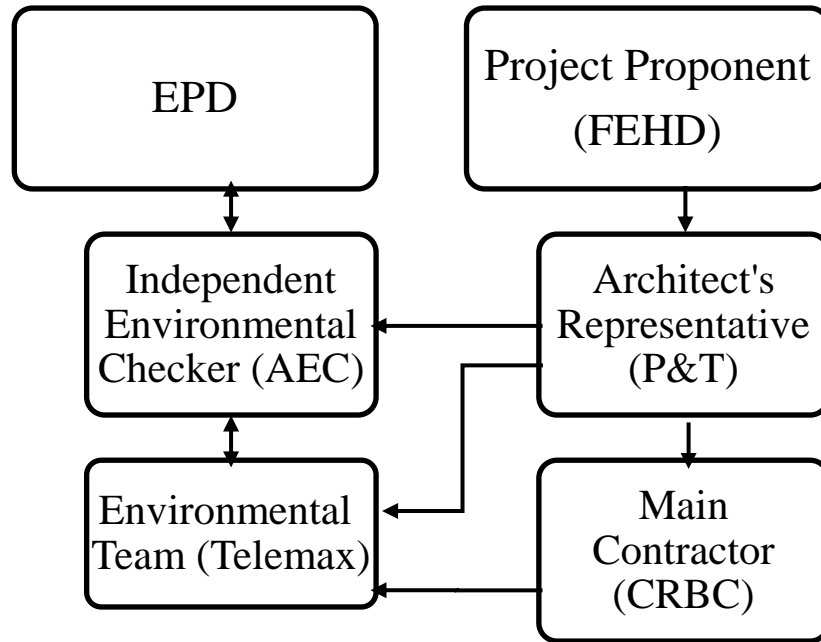 EPD
Project Proponent
(FEHD)
Independent
Environmental
Checker (AEC)
Architect's
Representative
(P&T)
Environmental
Team (Telemax)
Main
Contractor
(CRBC)